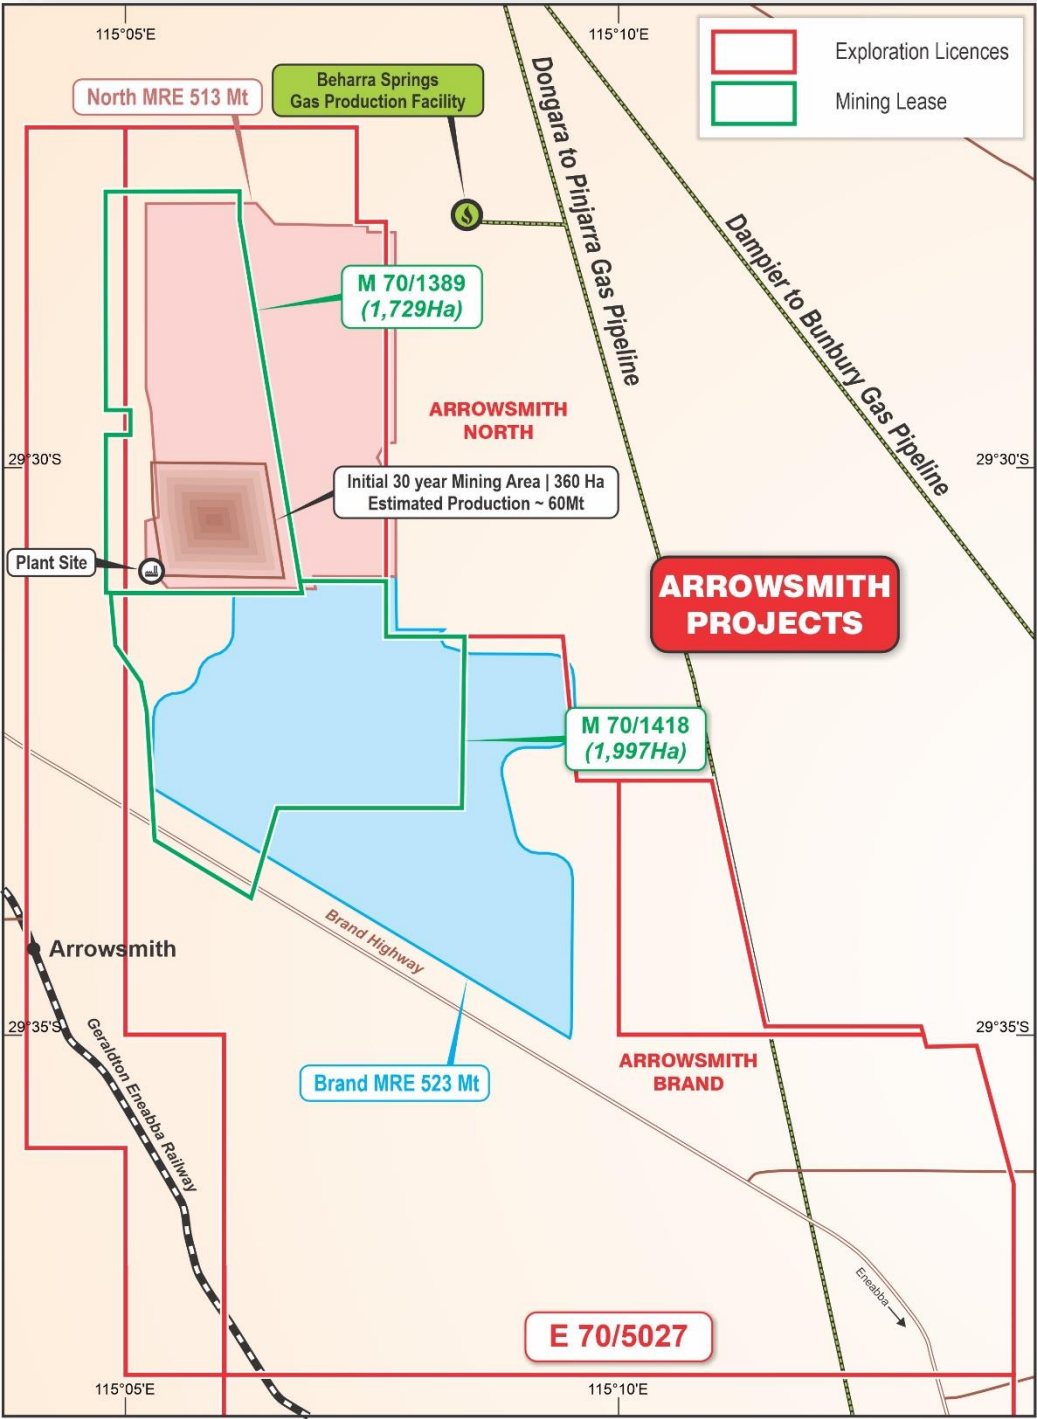 115°05'E
115°10'E
Exploration Licences
Mining Lease
North MRE 513 Mt
Beharra Springs
Gas Production Facility
Dongara to Pinjarra Gas Pipeline
Dampier to Bunbury Gas Pipeline
M 70/1389
(1,729Ha)
ARROWSMITH
NORTH
29°30'S
29°30'S
Initial 30 year Mining Area | 360 Ha
Estimated Production ~ 60Mt
Plant Site
ARROWSMITH
PROJECTS
M 70/1418
(1,997Ha)
Brand Highway
Arrowsmith
Geraldton Eneabba Railway
29°35'S
29°35'S
Brand MRE 523 Mt
ARROWSMITH
BRAND
Eneabba
E 70/5027
115°05'E
115°10'E